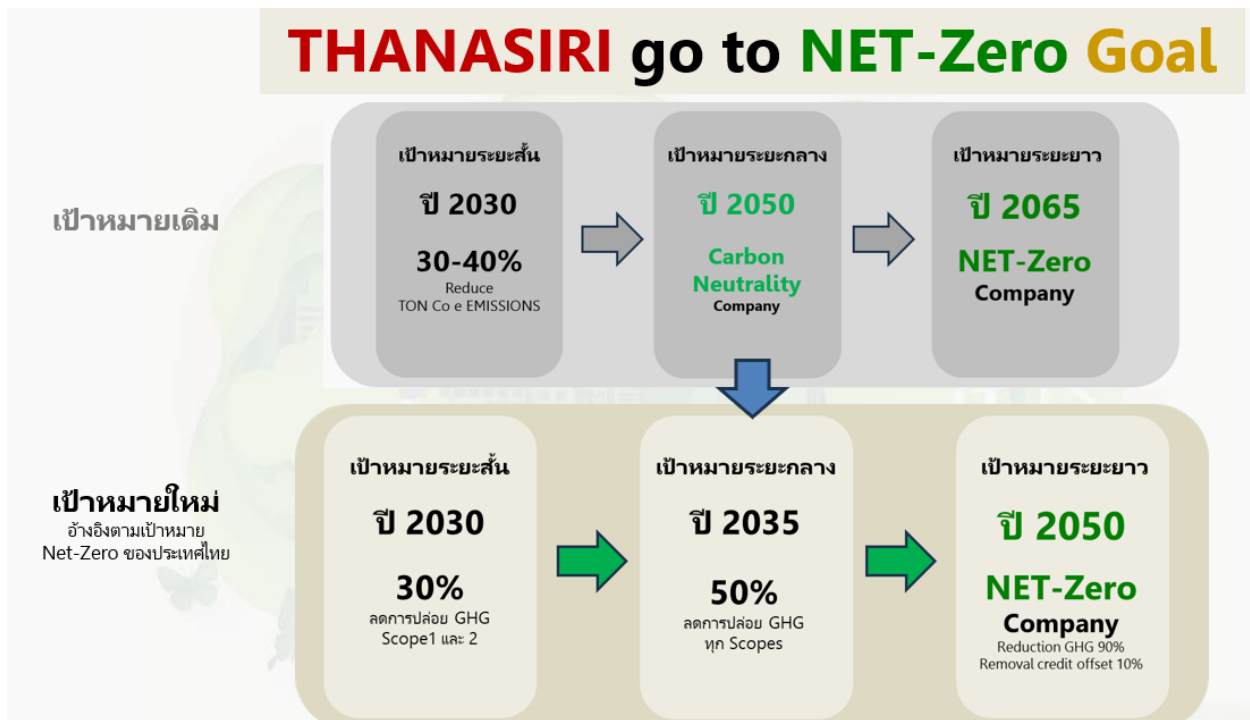 THANASIRI go to NET-Zero Goal
เป้าหมายเดิม
เป้าหมายระยะสั้น
ปี 2030
30-40%
Reduce
TON Co e EMISSIONS
เป้าหมายระยะกลาง
ปี 2050
Carbon
Neutrality
Company
เป้าหมายระยะยาว
ปี 2065
NET-Zero
Company
เป้าหมายใหม่
อ้างอิงตามเป้าหมาย
Net-Zero ของประเทศไทย
เป้าหมายระยะสั้น
ปี 2030
30%
ลดการปล่อย GHG
Scope1 และ 2
เป้าหมายระยะกลาง
ปี 2035
50%
ลดการปล่อย GHG
ทุก Scopes
เป้าหมายระยะยาว
ปี 2050
NET-Zero
Company
Reduction GHG 90%
Removal credit offset 10%